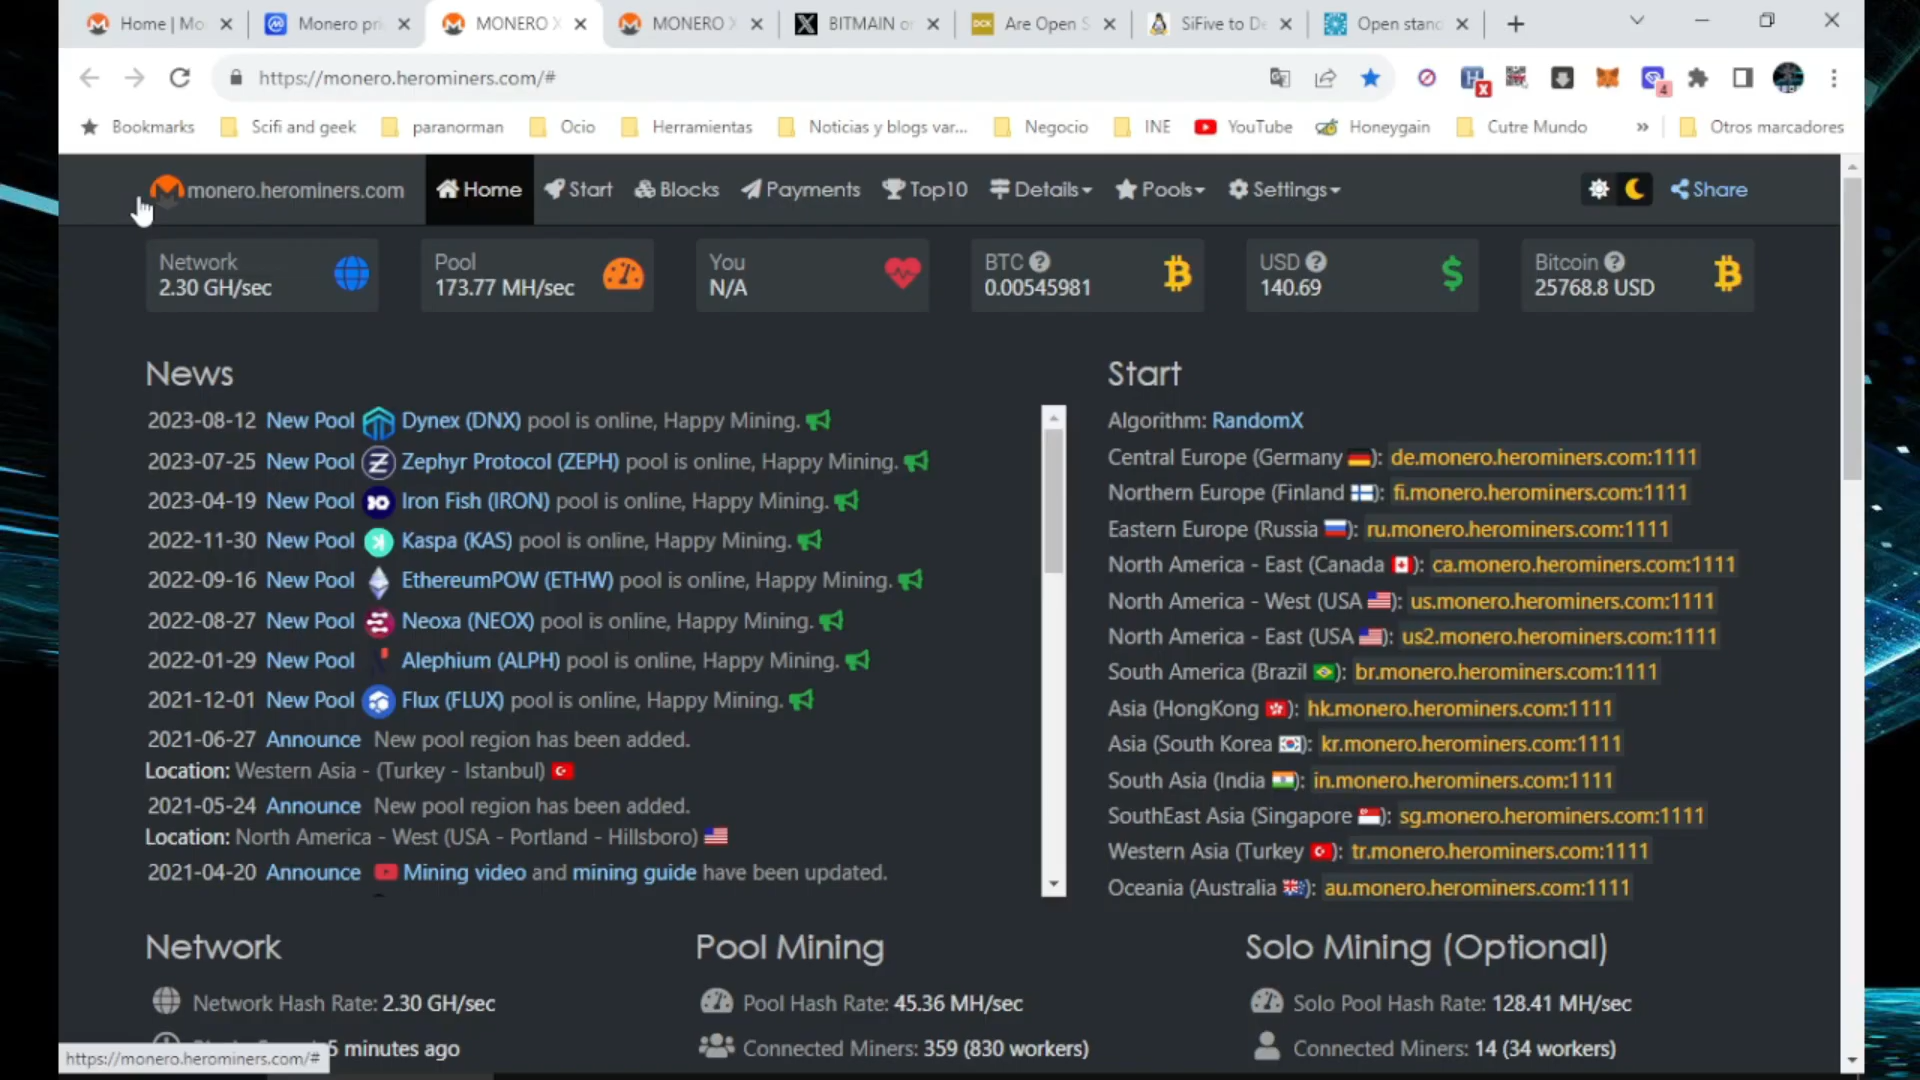 Home | Mo
Monero pri
MONERO X
MONERO X
BITMAIN o
Are Open S
SiFive to De
Open stand
https://monero.herominers.com/#
4
Bookmarks
Scifi and geek
paranorman
Ocio
Herramientas
Noticias y blogs var...
Negocio
INE
YouTube
Honeygain
Cutre Mundo
»
Otros marcadores
monero.herominers.com
Home
Start
Blocks
Payments
Top10
Details
Pools
Settings
Share
Network
2.30 GH/sec
Pool
173.77 MH/sec
You
N/A
BTC
0.00545981
USD
140.69
Bitcoin
25768.8 USD
News
2023-08-12 New Pool Dynex (DNX) pool is online, Happy Mining.
2023-07-25 New Pool Zephyr Protocol (ZEPH) pool is online, Happy Mining.
2023-04-19 New Pool Iron Fish (IRON) pool is online, Happy Mining.
2022-11-30 New Pool Kaspa (KAS) pool is online, Happy Mining.
2022-09-16 New Pool EthereumPOW (ETHW) pool is online, Happy Mining.
2022-08-27 New Pool Neoxa (NEOX) pool is online, Happy Mining.
2022-01-29 New Pool Alephium (ALPH) pool is online, Happy Mining.
2021-12-01 New Pool Flux (FLUX) pool is online, Happy Mining.
2021-06-27 Announce New pool region has been added.
Location: Western Asia - (Turkey - Istanbul)
2021-05-24 Announce New pool region has been added.
Location: North America - West (USA - Portland - Hillsboro)
2021-04-20 Announce Mining video and mining guide have been updated.
Start
Algorithm: RandomX
Central Europe (Germany ): de.monero.herominers.com:1111
Northern Europe (Finland ): fi.monero.herominers.com:1111
Eastern Europe (Russia ): ru.monero.herominers.com:1111
North America - East (Canada ): ca.monero.herominers.com:1111
North America - West (USA ): us.monero.herominers.com:1111
North America - East (USA ): us2.monero.herominers.com:1111
South America (Brazil ): br.monero.herominers.com:1111
Asia (HongKong ): hk.monero.herominers.com:1111
Asia (South Korea ): kr.monero.herominers.com:1111
South Asia (India ): in.monero.herominers.com:1111
SouthEast Asia (Singapore ): sg.monero.herominers.com:1111
Western Asia (Turkey ): tr.monero.herominers.com:1111
Oceania (Australia ): au.monero.herominers.com:1111
Network
Network Hash Rate: 2.30 GH/sec
5 minutes ago
Pool Mining
Pool Hash Rate: 45.36 MH/sec
Connected Miners: 359 (830 workers)
Solo Mining (Optional)
Solo Pool Hash Rate: 128.41 MH/sec
Connected Miners: 14 (34 workers)
https://monero.herominers.com/#